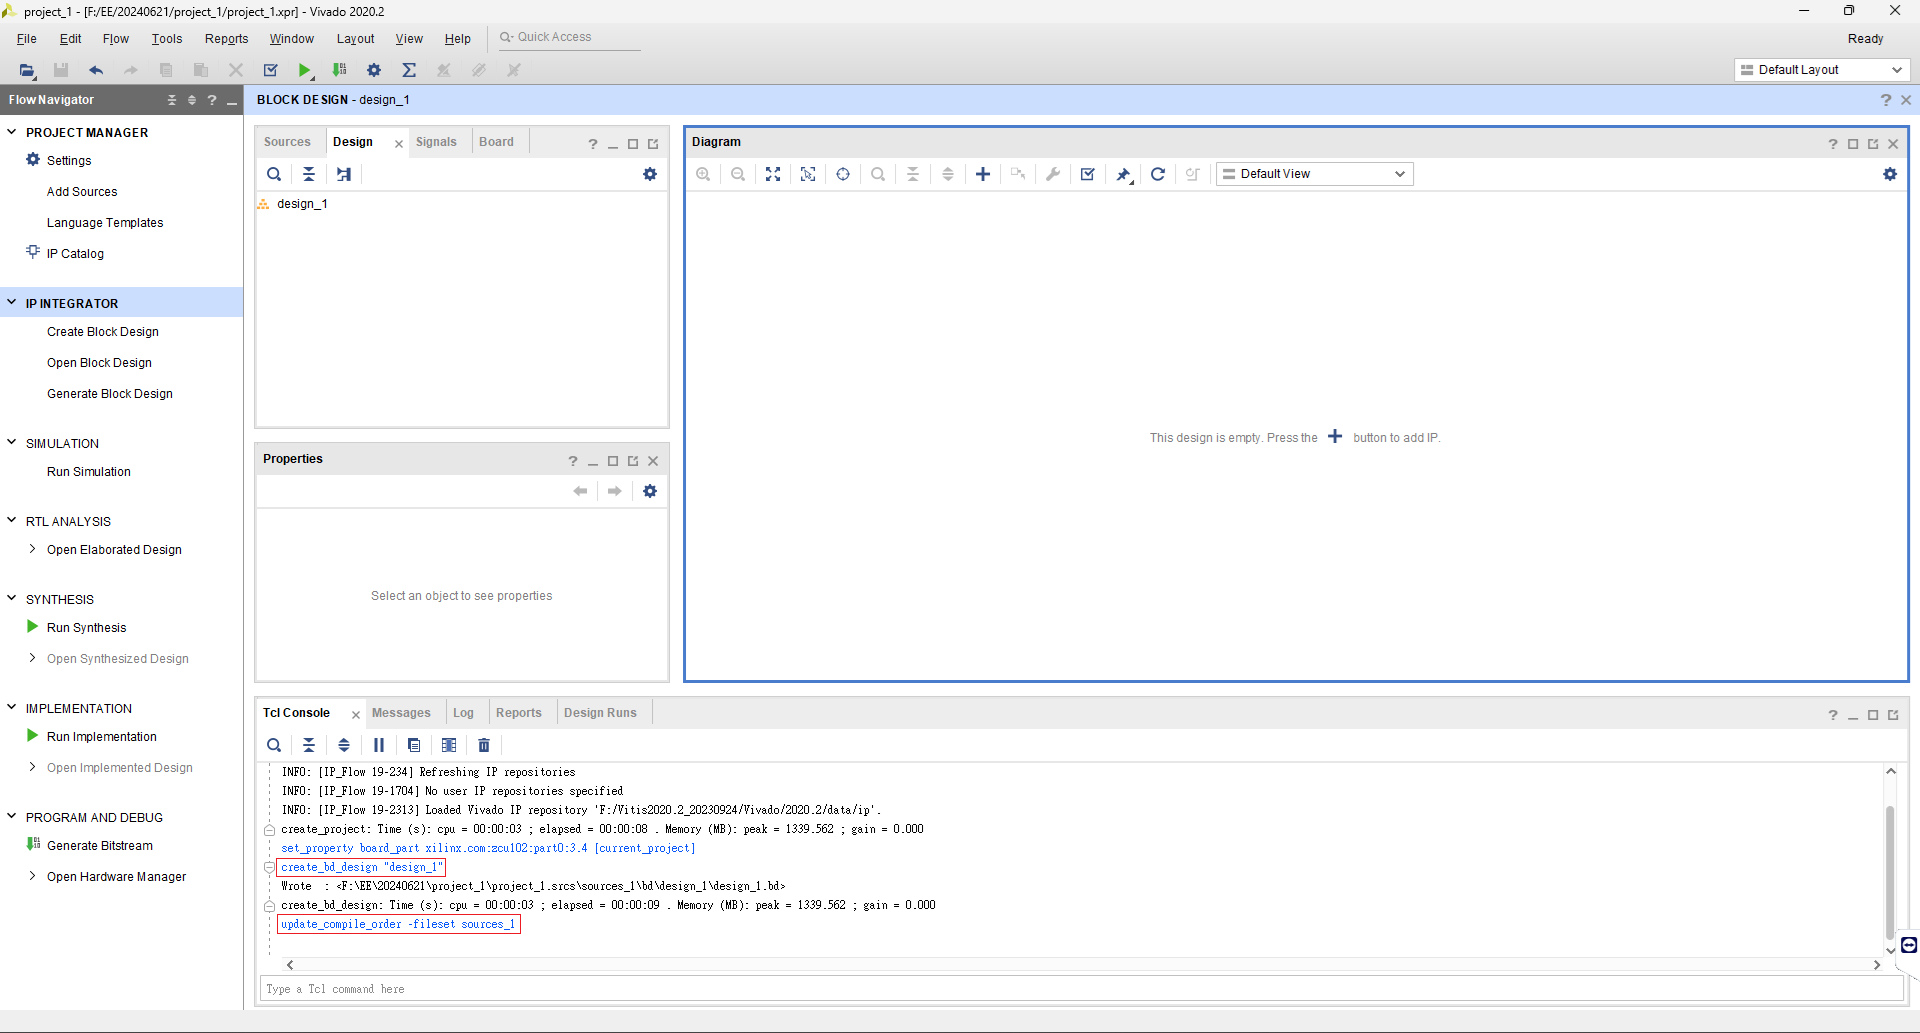 project_1 - [F:/EE/20240621/project_1/project_1.xpr] - Vivado 2020.2
File Edit Flow Tools Reports Window Layout View Help Quick Access Ready
Default Layout
Flow Navigator
PROJECT MANAGER
Settings
Add Sources
Language Templates
IP Catalog
IP INTEGRATOR
Create Block Design
Open Block Design
Generate Block Design
SIMULATION
Run Simulation
RTL ANALYSIS
Open Elaborated Design
SYNTHESIS
Run Synthesis
Open Synthesized Design
IMPLEMENTATION
Run Implementation
Open Implemented Design
PROGRAM AND DEBUG
Generate Bitstream
Open Hardware Manager
BLOCK DESIGN - design_1
Sources Design Signals Board
design_1
Properties
Select an object to see properties
Diagram
Default View
This design is empty. Press the + button to add IP.
Tcl Console Messages Log Reports Design Runs
INFO: [IP_Flow 19-234] Refreshing IP repositories
INFO: [IP_Flow 19-1704] No user IP repositories specified
INFO: [IP_Flow 19-2313] Loaded Vivado IP repository 'F:/Vitis2020.2_20230924/Vivado/2020.2/data/ip'.
create_project: Time (s): cpu = 00:00:03 ; elapsed = 00:00:08 . Memory (MB): peak = 1339.562 ; gain = 0.000
set_property board_part xilinx.com:zcu102:part0:3.4 [current_project]
create_bd_design "design_1"
Wrote  : <F:\EE\20240621\project_1\project_1.srcs\sources_1\bd\design_1\design_1.bd>
create_bd_design: Time (s): cpu = 00:00:03 ; elapsed = 00:00:09 . Memory (MB): peak = 1339.562 ; gain = 0.000
update_compile_order -fileset sources_1
Type a Tcl command here